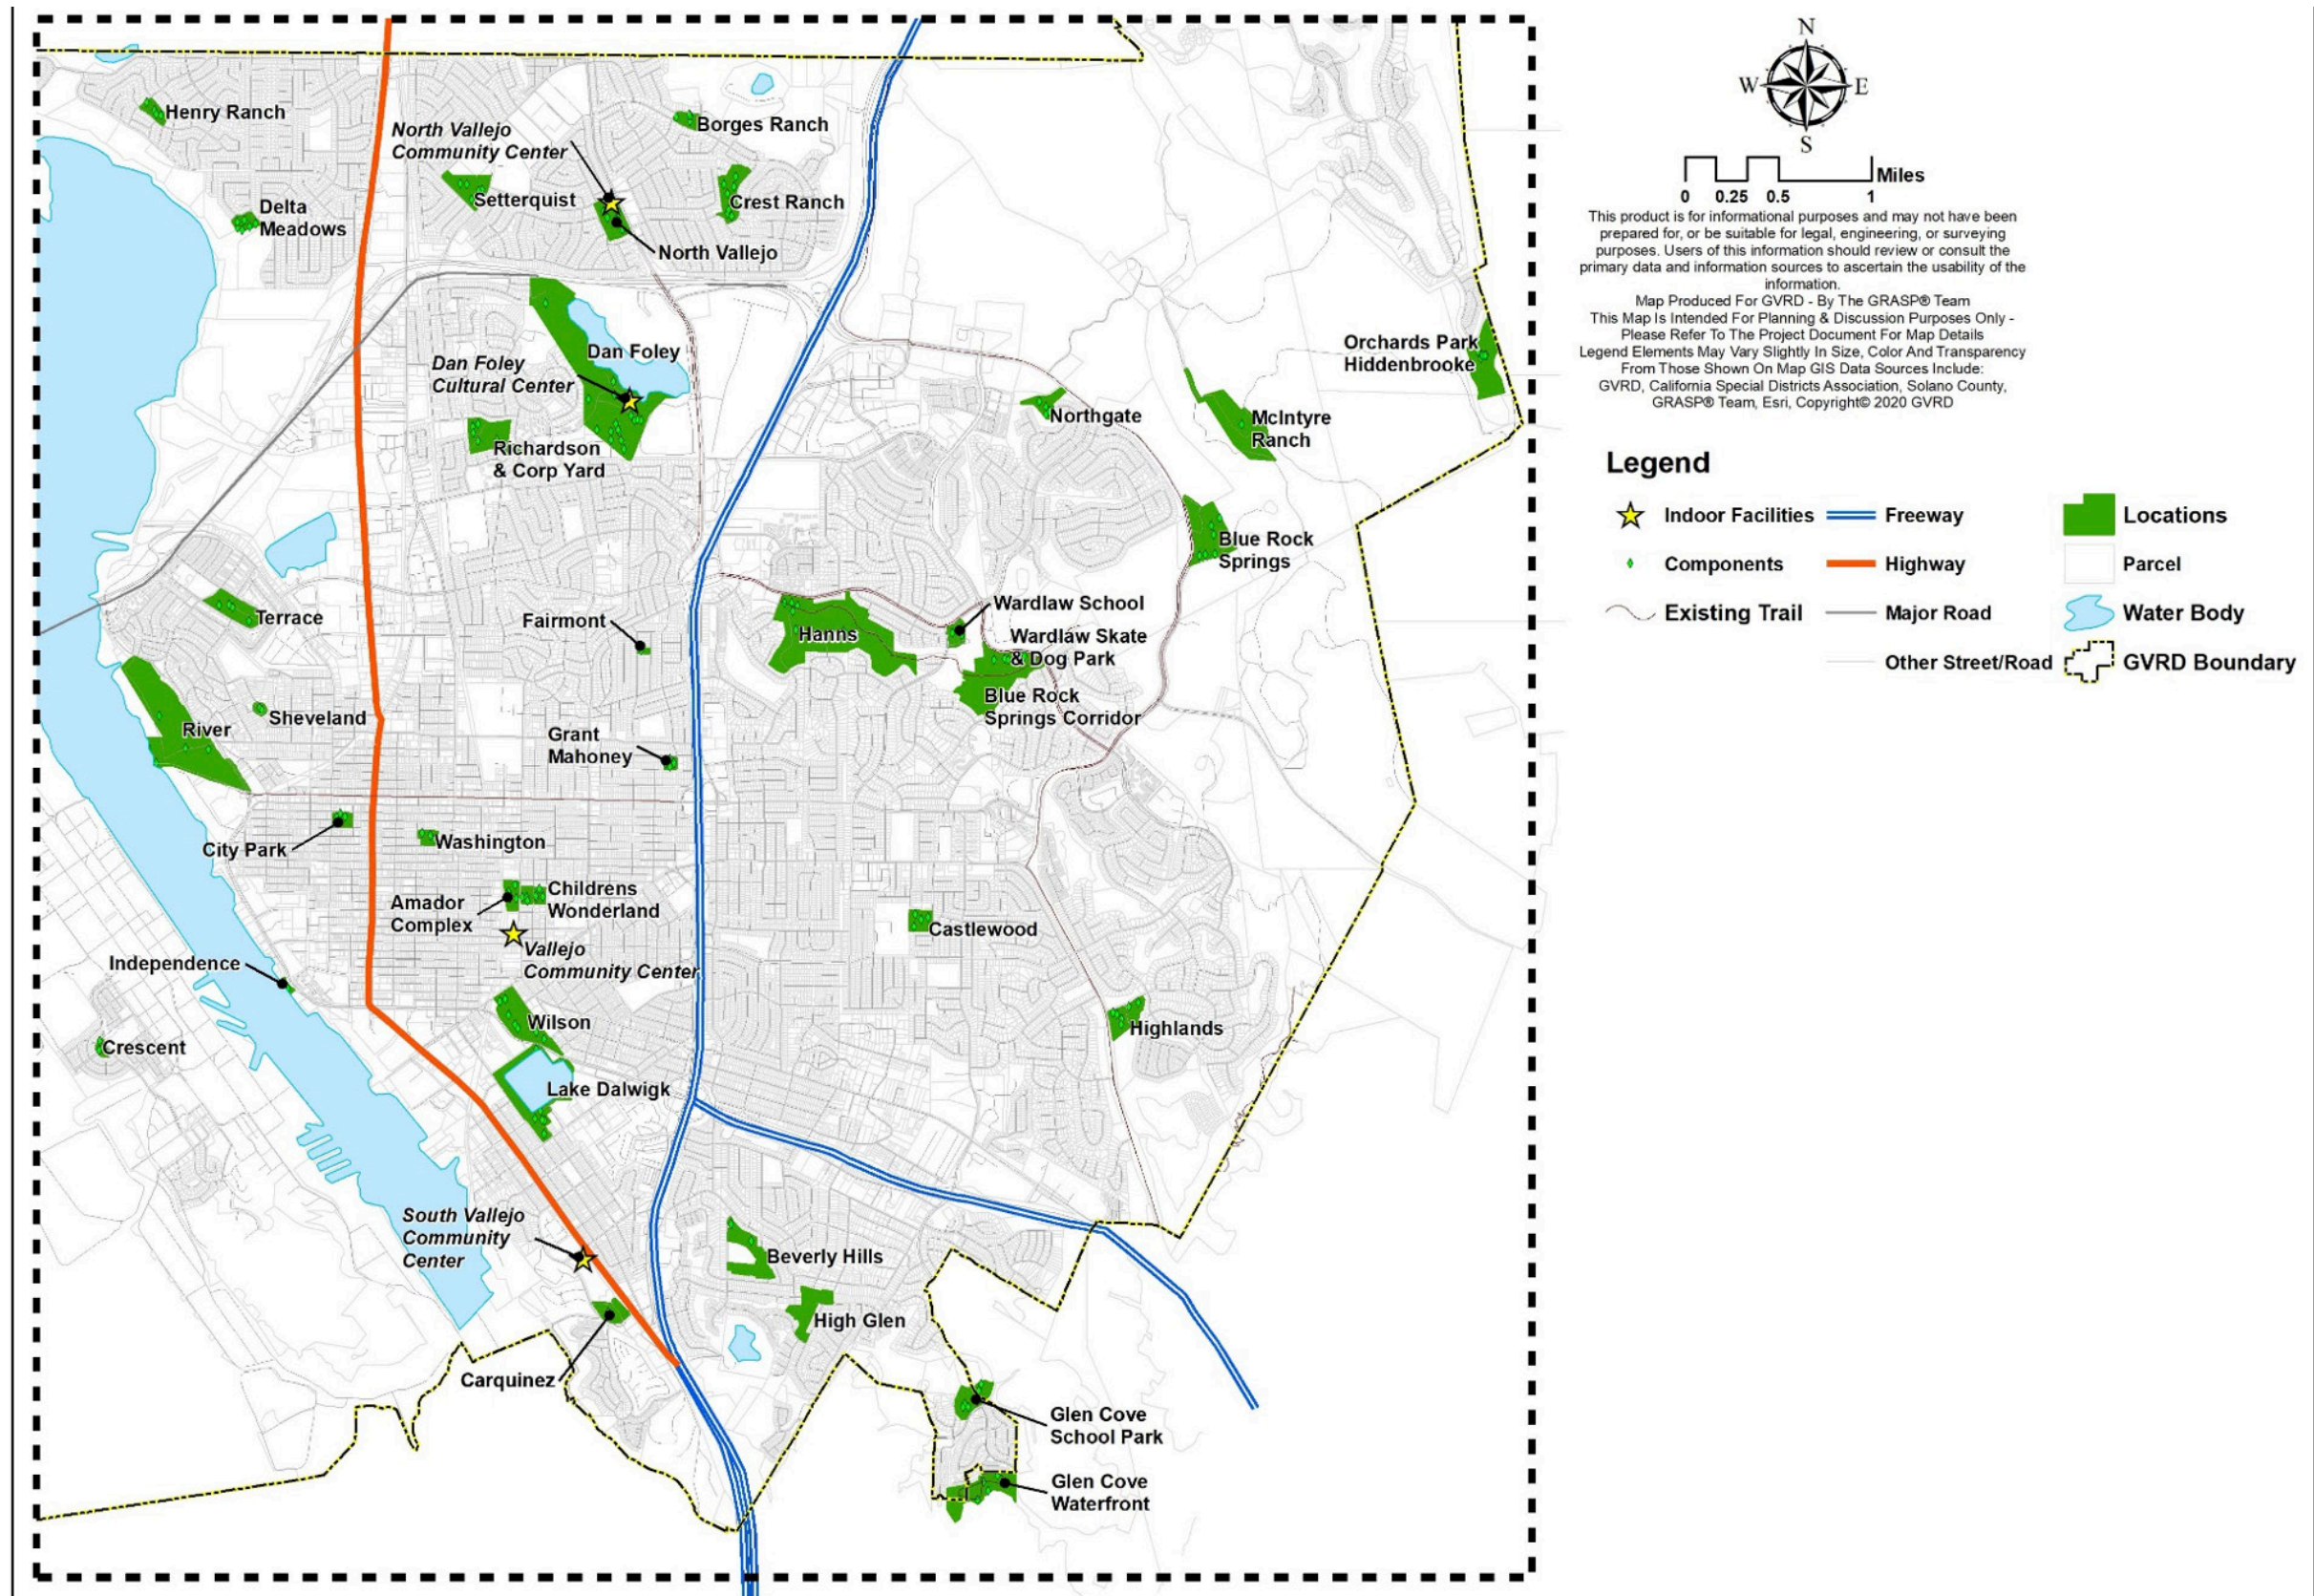 Henry Ranch
North Vallejo
Community Center
Borges Ranch
Setterquist
Crest Ranch
Delta
Meadows
North Vallejo
Dan Foley
Dan Foley
Cultural Center
Orchards Park
Hiddenbrooke
Northgate
McIntyre
Ranch
Richardson
& Corp Yard
Blue Rock
Springs
Fairmont
Wardlaw School
Terrace
Hanns
Wardlaw Skate
& Dog Park
Blue Rock
Springs Corridor
Sheveland
River
Grant
Mahoney
City Park
Washington
Amador
Complex
Childrens
Wonderland
Castlewood
Vallejo
Community Center
Independence
Wilson
Highlands
Crescent
Lake Dalwigk
South Vallejo
Community
Center
Beverly Hills
High Glen
Carquinez
Glen Cove
School Park
Glen Cove
Waterfront
N
W E
S
Miles
0 0.25 0.5 1
This product is for informational purposes and may not have been
prepared for, or be suitable for legal, engineering, or surveying
purposes. Users of this information should review or consult the
primary data and information sources to ascertain the usability of the
information.
Map Produced For GVRD - By The GRASP® Team
This Map Is Intended For Planning & Discussion Purposes Only -
Please Refer To The Project Document For Map Details
Legend Elements May Vary Slightly In Size, Color And Transparency
From Those Shown On Map GIS Data Sources Include:
GVRD, California Special Districts Association, Solano County,
GRASP® Team, Esri, Copyright© 2020 GVRD
Legend
Indoor Facilities
Components
Existing Trail
Freeway
Highway
Major Road
Other Street/Road
Locations
Parcel
Water Body
GVRD Boundary